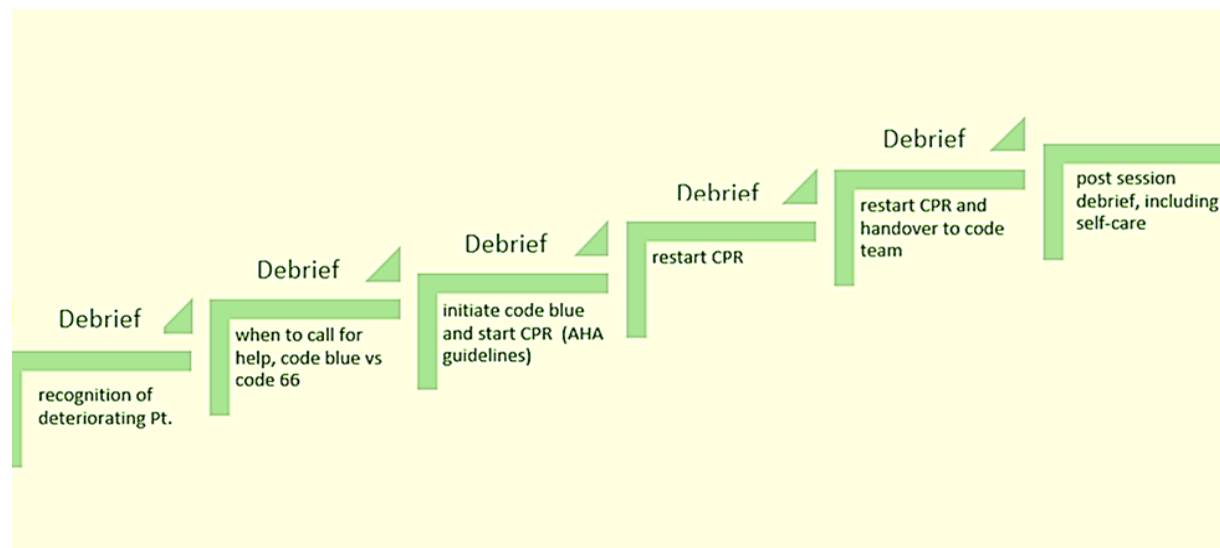 Debrief
recognition of
deteriorating Pt.
Debrief
when to call for
help, code blue vs
code 66
Debrief
initiate code blue
and start CPR (AHA
guidelines)
Debrief
restart CPR
Debrief
restart CPR and
handover to code
team
post session
debrief, including
self-care